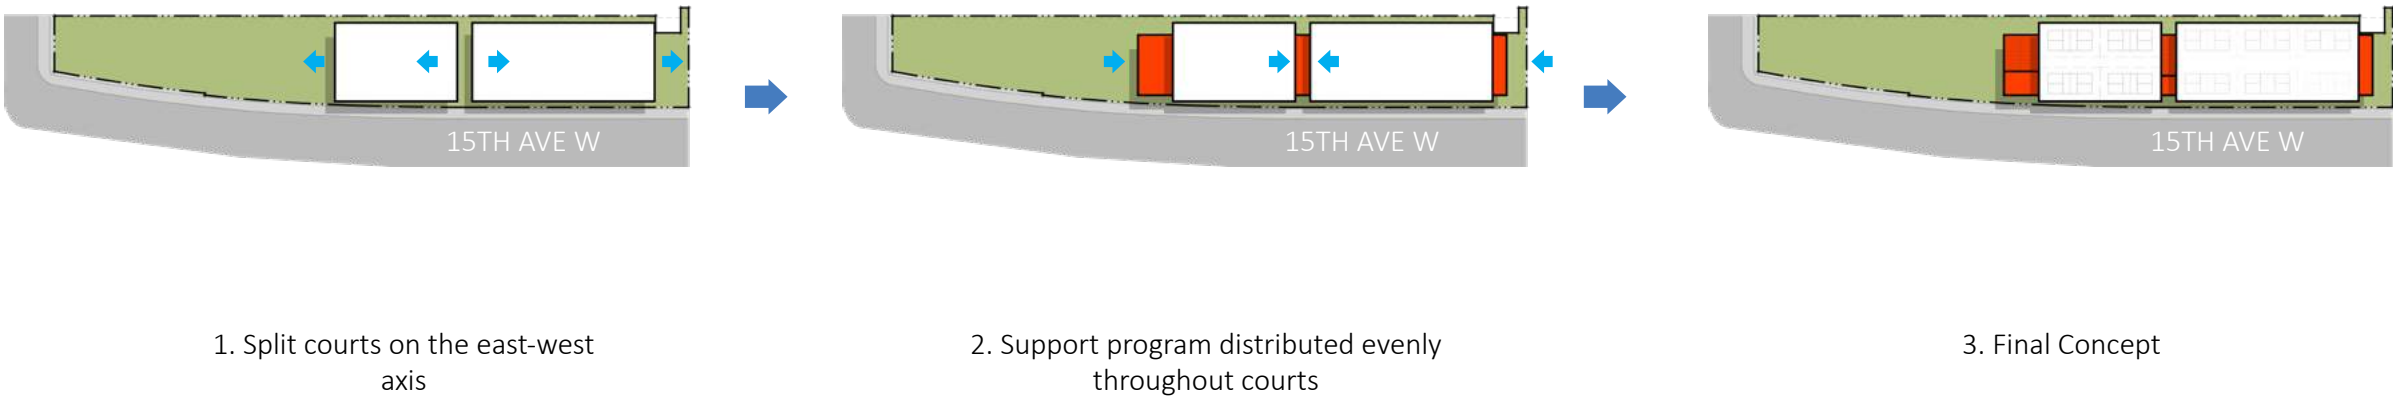 15TH AVE W
15TH AVE W
15TH AVE W
1. Split courts on the east-west
axis
2. Support program distributed evenly
throughout courts
3. Final Concept